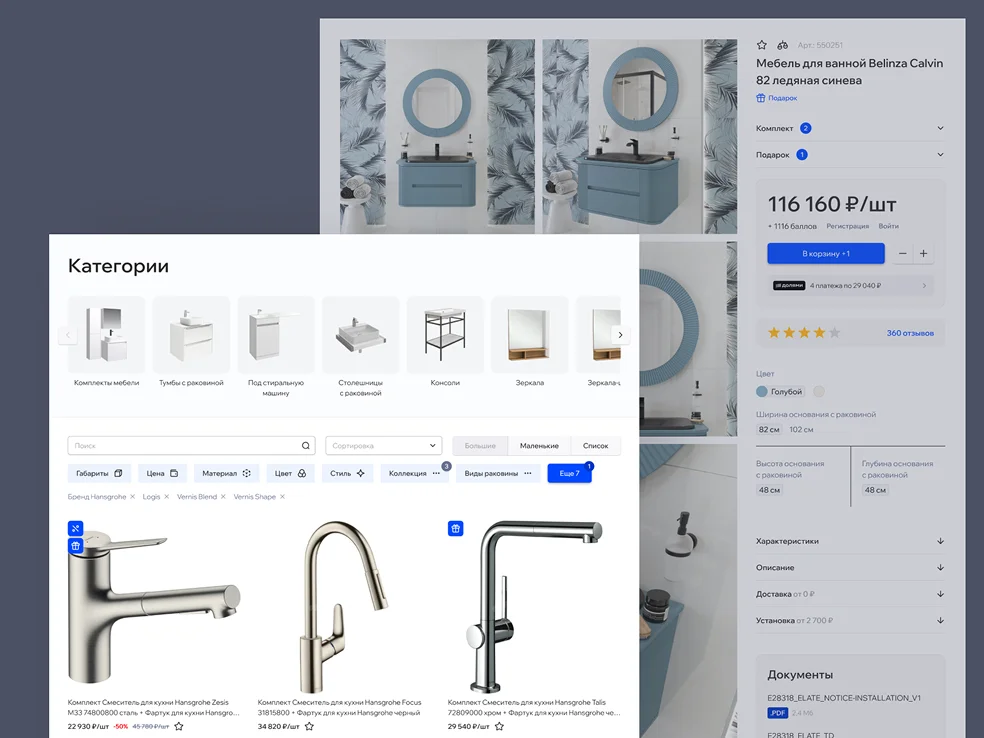 Арт.: 550251
Мебель для ванной Belinza Calvin
82 ледяная синева
Подарок
Комплект 2
Подарок 1
116 160 ₽/шт
+ 1116 баллов Регистрация Войти
В корзину +1
долями 4 платежа по 29 040 ₽
360 отзывов
Цвет
Голубой
Ширина основания с раковиной
82 см 102 см
Высота основания
с раковиной
48 см
Глубина основания
с раковиной
48 см
Характеристики
Описание
Доставка от 0 ₽
Установка от 2 700 ₽
Документы
E28318_ELATE_NOTICE-INSTALLATION_V1
.PDF 2.4 MB
E28318_ELATE_TD
Категории
Комплекты мебели
Тумбы с раковиной
Под стиральную
машину
Столешницы
с раковиной
Консоли
Зеркала
Зеркала-ш
Поиск
Сортировка
Большие Маленькие Список
Габариты Цена Материал Цвет Стиль Коллекция 3 Виды раковины Еще 7 1
Бренд Hansgrohe Logis Vernis Blend Vernis Shape
Комплект Смеситель для кухни Hansgrohe Zesis
M33 74800800 сталь + Фартук для кухни Hansgro...
22 930 ₽/шт -50% 45 780 ₽/шт
Комплект Смеситель для кухни Hansgrohe Focus
31815800 + Фартук для кухни Hansgrohe черный
34 820 ₽/шт
Комплект Смеситель для кухни Hansgrohe Talis
72809000 хром + Фартук для кухни Hansgrohe че...
29 540 ₽/шт